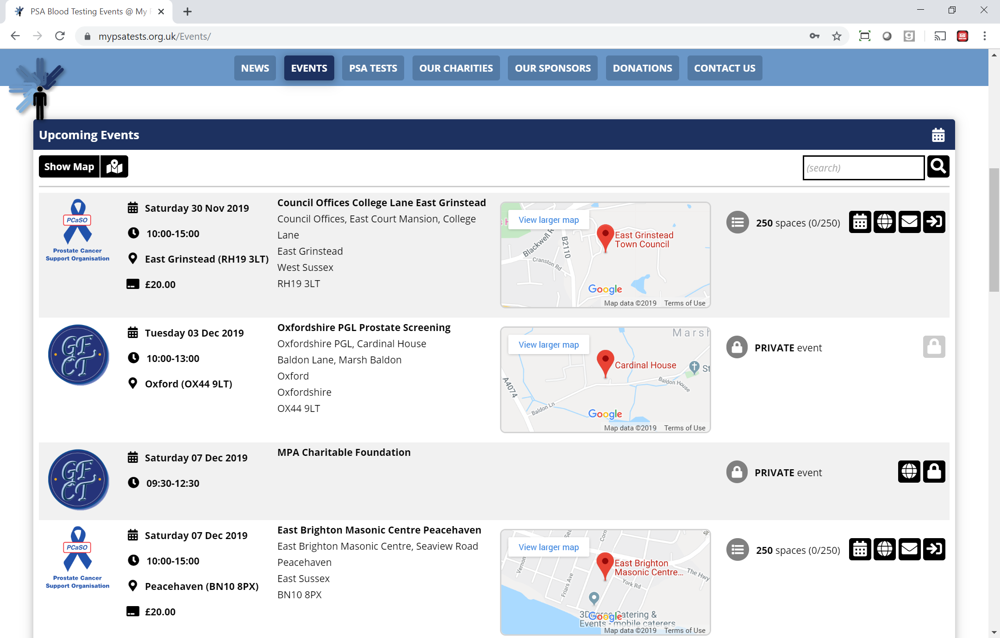 PSA Blood Testing Events @ My
mypsatests.org.uk/Events/
NEWS
EVENTS
PSA TESTS
OUR CHARITIES
OUR SPONSORS
DONATIONS
CONTACT US
Upcoming Events
Show Map
(search)
PCaSO
Prostate Cancer
Support Organisation
Saturday 30 Nov 2019
10:00-15:00
East Grinstead (RH19 3LT)
£20.00
Council Offices College Lane East Grinstead
Council Offices, East Court Mansion, College
Lane
East Grinstead
West Sussex
RH19 3LT
View larger map
Blackwell R
B2110
Cranston Rd
East Grinstead
Town Council
Google
Map data ©2019 Terms of Use
250 spaces (0/250)
GF
CT
Tuesday 03 Dec 2019
10:00-13:00
Oxford (OX44 9LT)
Oxfordshire PGL Prostate Screening
Oxfordshire PGL, Cardinal House
Baldon Lane, Marsh Baldon
Oxford
Oxfordshire
OX44 9LT
View larger map
Marsh
Cardinal House
St
A4074
Baldon House
Baldon Ln
Google
Map data ©2019 Terms of Use
PRIVATE event
GF
CT
Saturday 07 Dec 2019
09:30-12:30
MPA Charitable Foundation
PRIVATE event
PCaSO
Prostate Cancer
Support Organisation
Saturday 07 Dec 2019
10:00-15:00
Peacehaven (BN10 8PX)
£20.00
East Brighton Masonic Centre Peacehaven
East Brighton Masonic Centre, Seaview Road
Peacehaven
East Sussex
BN10 8PX
View larger map
Sea
Corn
Vernon
East Brighton
Masonic Centre...
The Hwy
York Rd
Friars Ave
3Degree Catering &
Events - mobile caterers
Google
Map data ©2019 Terms of Use
250 spaces (0/250)